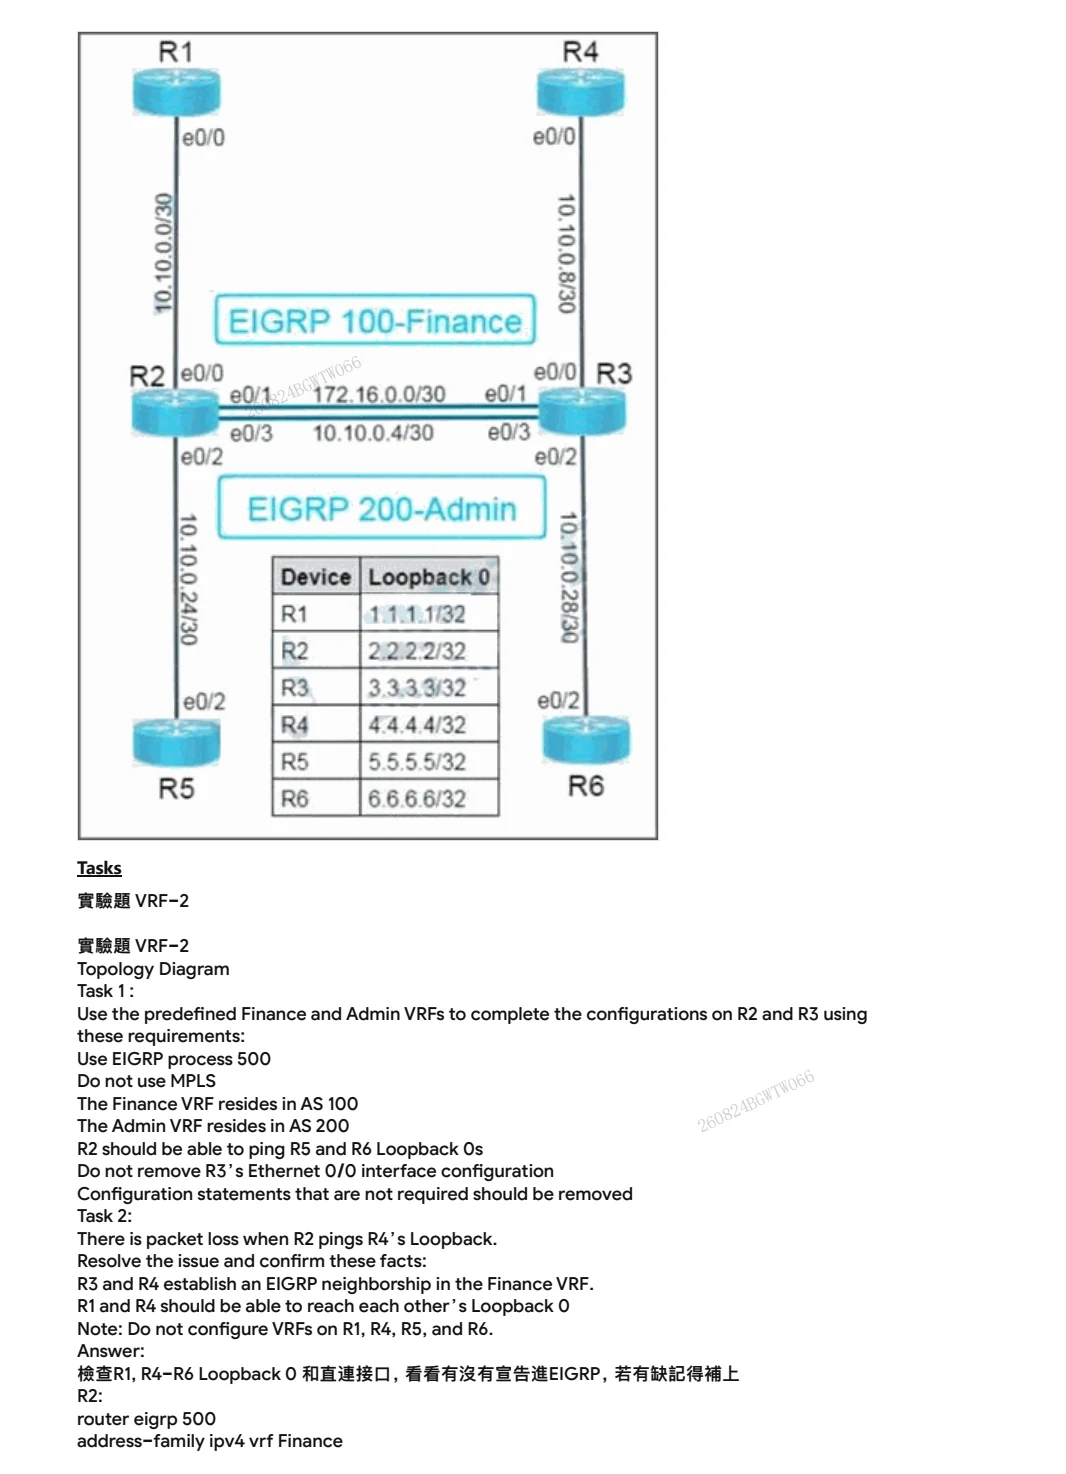 R1
R4
e0/0
e0/0
10.10.0.0/30
10.10.0.8/30
EIGRP 100-Finance
R2
e0/0
e0/0
R3
e0/1
172.16.0.0/30
e0/1
e0/3
10.10.0.4/30
e0/3
e0/2
e0/2
EIGRP 200-Admin
10.10.0.24/30
10.10.0.28/30
Device Loopback 0
R1 1.1.1.1/32
R2 2.2.2.2/32
R3 3.3.3.3/32
R4 4.4.4.4/32
R5 5.5.5.5/32
R6 6.6.6.6/32
e0/2
e0/2
R5
R6
260824BGWTW066
Tasks
實驗題 VRF-2
實驗題 VRF-2
Topology Diagram
Task 1 :
Use the predefined Finance and Admin VRFs to complete the configurations on R2 and R3 using
these requirements:
Use EIGRP process 500
Do not use MPLS
The Finance VRF resides in AS 100
The Admin VRF resides in AS 200
R2 should be able to ping R5 and R6 Loopback 0s
Do not remove R3's Ethernet 0/0 interface configuration
Configuration statements that are not required should be removed
Task 2:
There is packet loss when R2 pings R4's Loopback.
Resolve the issue and confirm these facts:
R3 and R4 establish an EIGRP neighborship in the Finance VRF.
R1 and R4 should be able to reach each other's Loopback 0
Note: Do not configure VRFs on R1, R4, R5, and R6.
Answer:
檢查R1, R4-R6 Loopback 0 和直連接口，看看有沒有宣告進EIGRP，若有缺記得補上
R2:
router eigrp 500
address-family ipv4 vrf Finance
260824BGWTW066